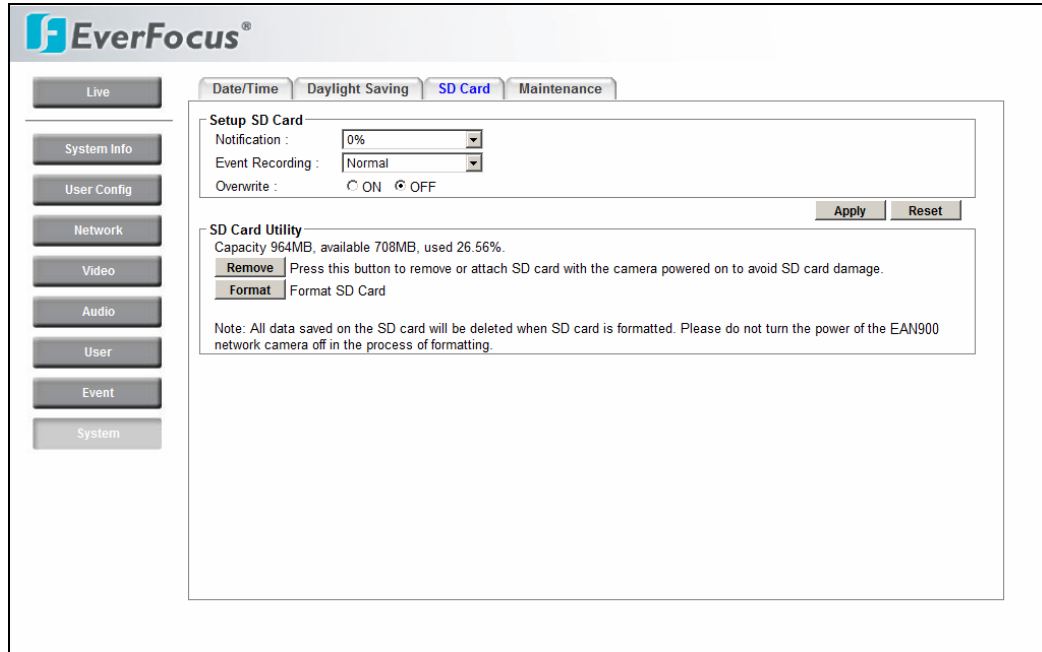 EverFocus®
Live
System Info
User Config
Network
Video
Audio
User
Event
System
Date/Time Daylight Saving SD Card Maintenance
Setup SD Card
Notification : 0%
Event Recording : Normal
Overwrite : ON OFF
Apply Reset
SD Card Utility
Capacity 964MB, available 708MB, used 26.56%.
Remove Press this button to remove or attach SD card with the camera powered on to avoid SD card damage.
Format Format SD Card
Note: All data saved on the SD card will be deleted when SD card is formatted. Please do not turn the power of the EAN900
network camera off in the process of formatting.